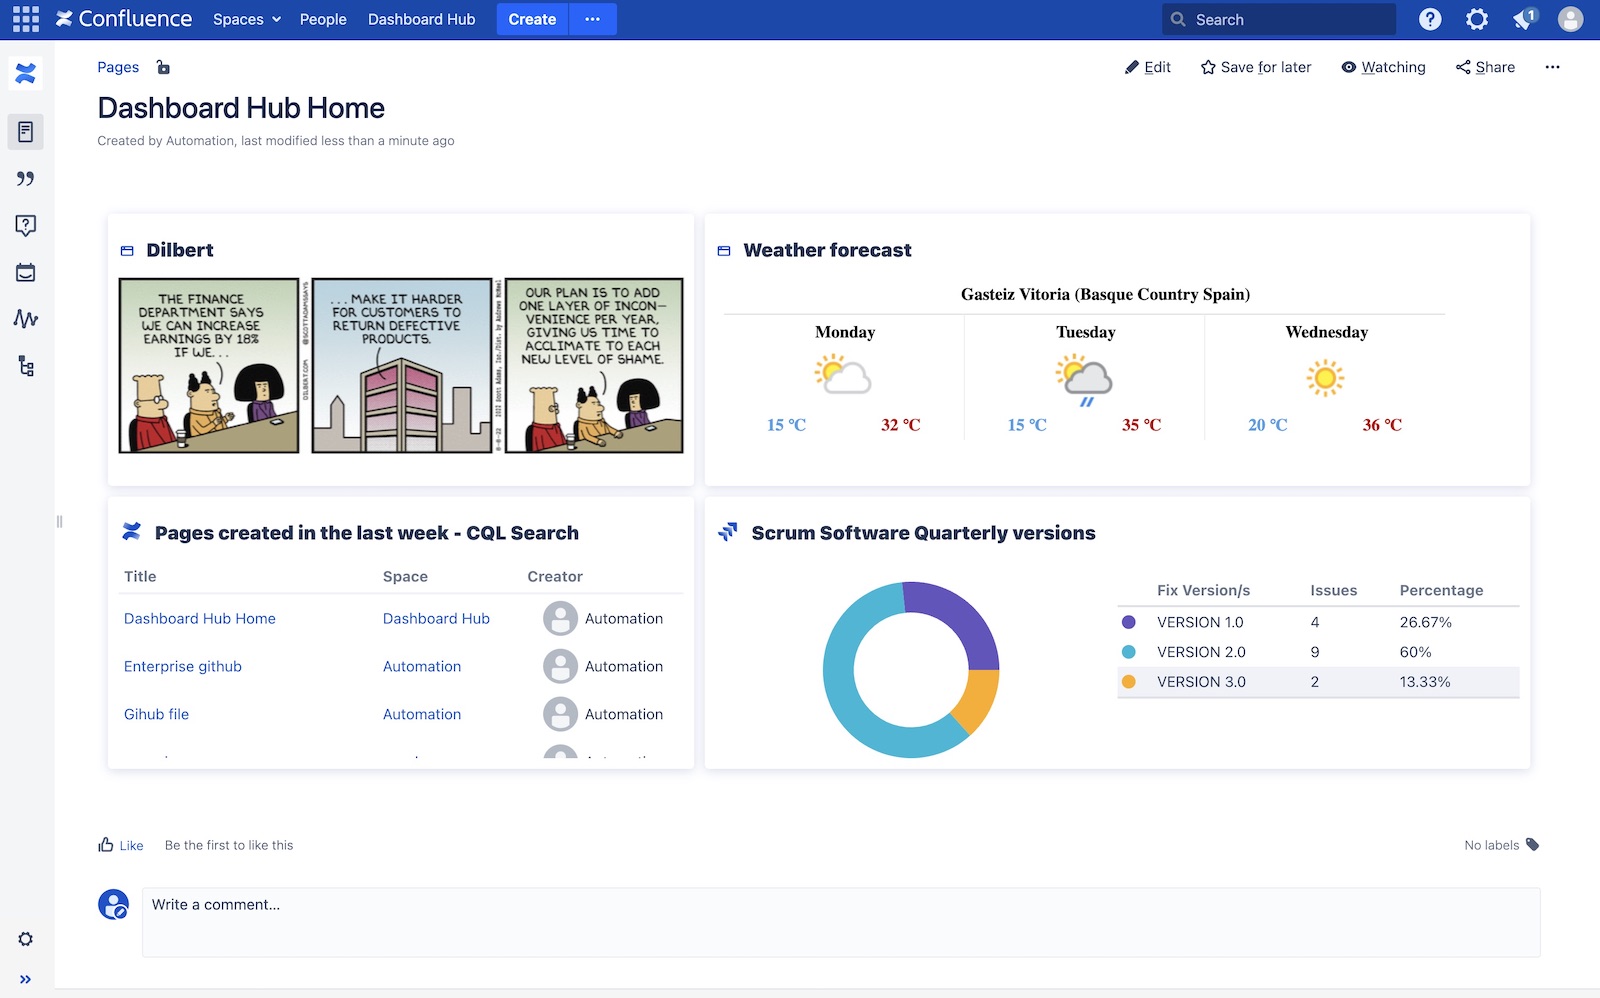 Confluence
Spaces
People
Dashboard Hub
Create
Search
1
Pages
Edit
Save for later
Watching
Share
Dashboard Hub Home
Created by Automation, last modified less than a minute ago
Dilbert
THE FINANCE
DEPARTMENT SAYS
WE CAN INCREASE
EARNINGS BY 18%
IF WE...
DILBERT.COM @SCOTTADAMSSAYS
...MAKE IT HARDER
FOR CUSTOMERS TO
RETURN DEFECTIVE
PRODUCTS.
OUR PLAN IS TO ADD
ONE LAYER OF INCON-
VENIENCE PER YEAR,
GIVING US TIME TO
ACCLIMATE TO EACH
NEW LEVEL OF SHAME.
Weather forecast
Gasteiz Vitoria (Basque Country Spain)
Monday Tuesday Wednesday
15 °C 32 °C 15 °C 35 °C 20 °C 36 °C
Pages created in the last week - CQL Search
Title Space Creator
Dashboard Hub Home Dashboard Hub Automation
Enterprise github Automation Automation
Gihub file Automation Automation
Scrum Software Quarterly versions
Fix Version/s Issues Percentage
VERSION 1.0 4 26.67%
VERSION 2.0 9 60%
VERSION 3.0 2 13.33%
Like
Be the first to like this
No labels
Write a comment...